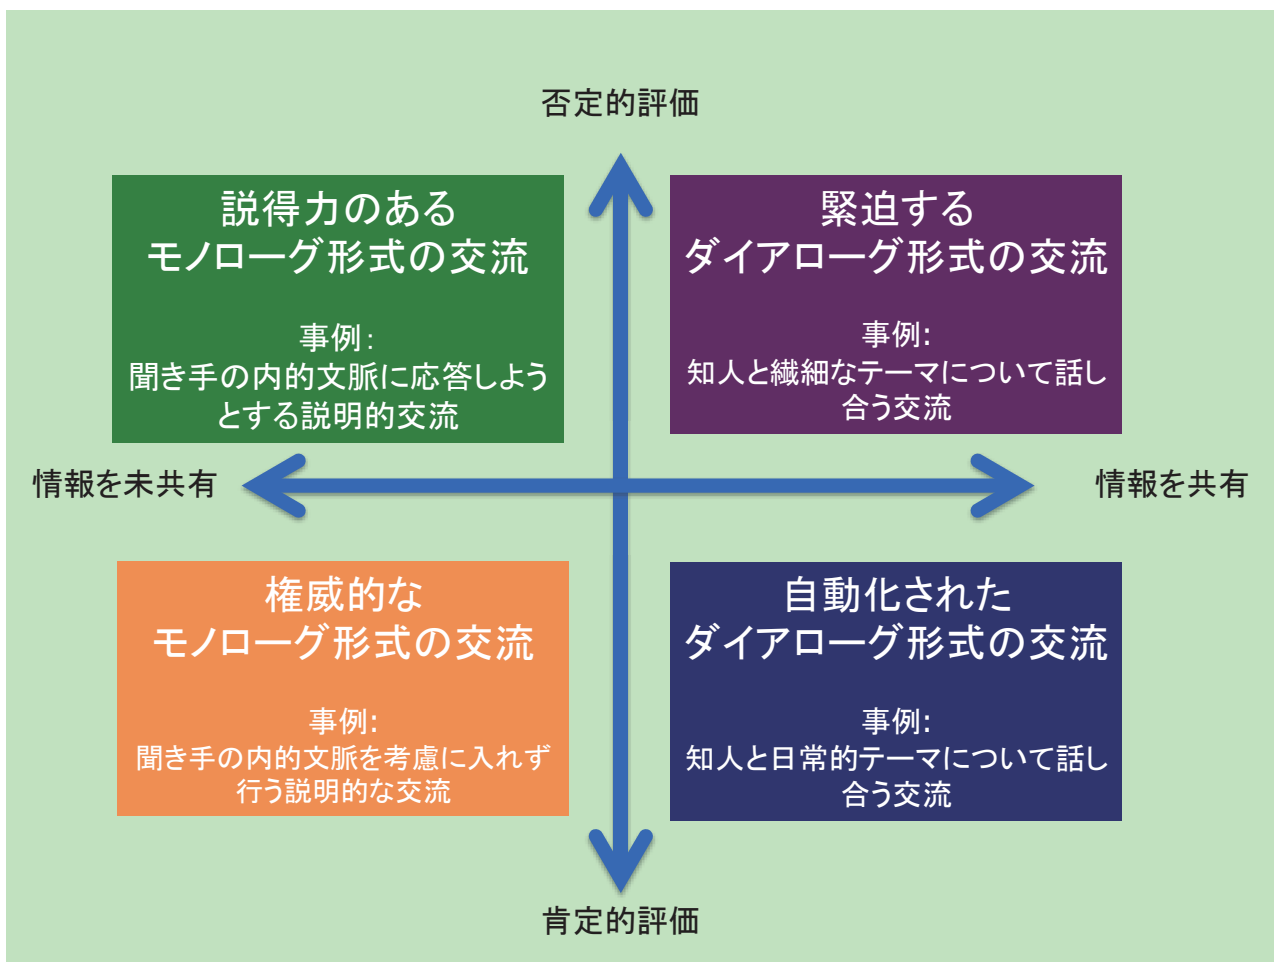 否定的評価
説得力のある
モノローグ形式の交流
事例：
聞き手の内的文脈に応答しよう
とする説明的交流
緊迫する
ダイアローグ形式の交流
事例:
知人と繊細なテーマについて話し
合う交流
情報を未共有
情報を共有
権威的な
モノローグ形式の交流
事例:
聞き手の内的文脈を考慮に入れず
行う説明的な交流
自動化された
ダイアローグ形式の交流
事例:
知人と日常的テーマについて話し
合う交流
肯定的評価